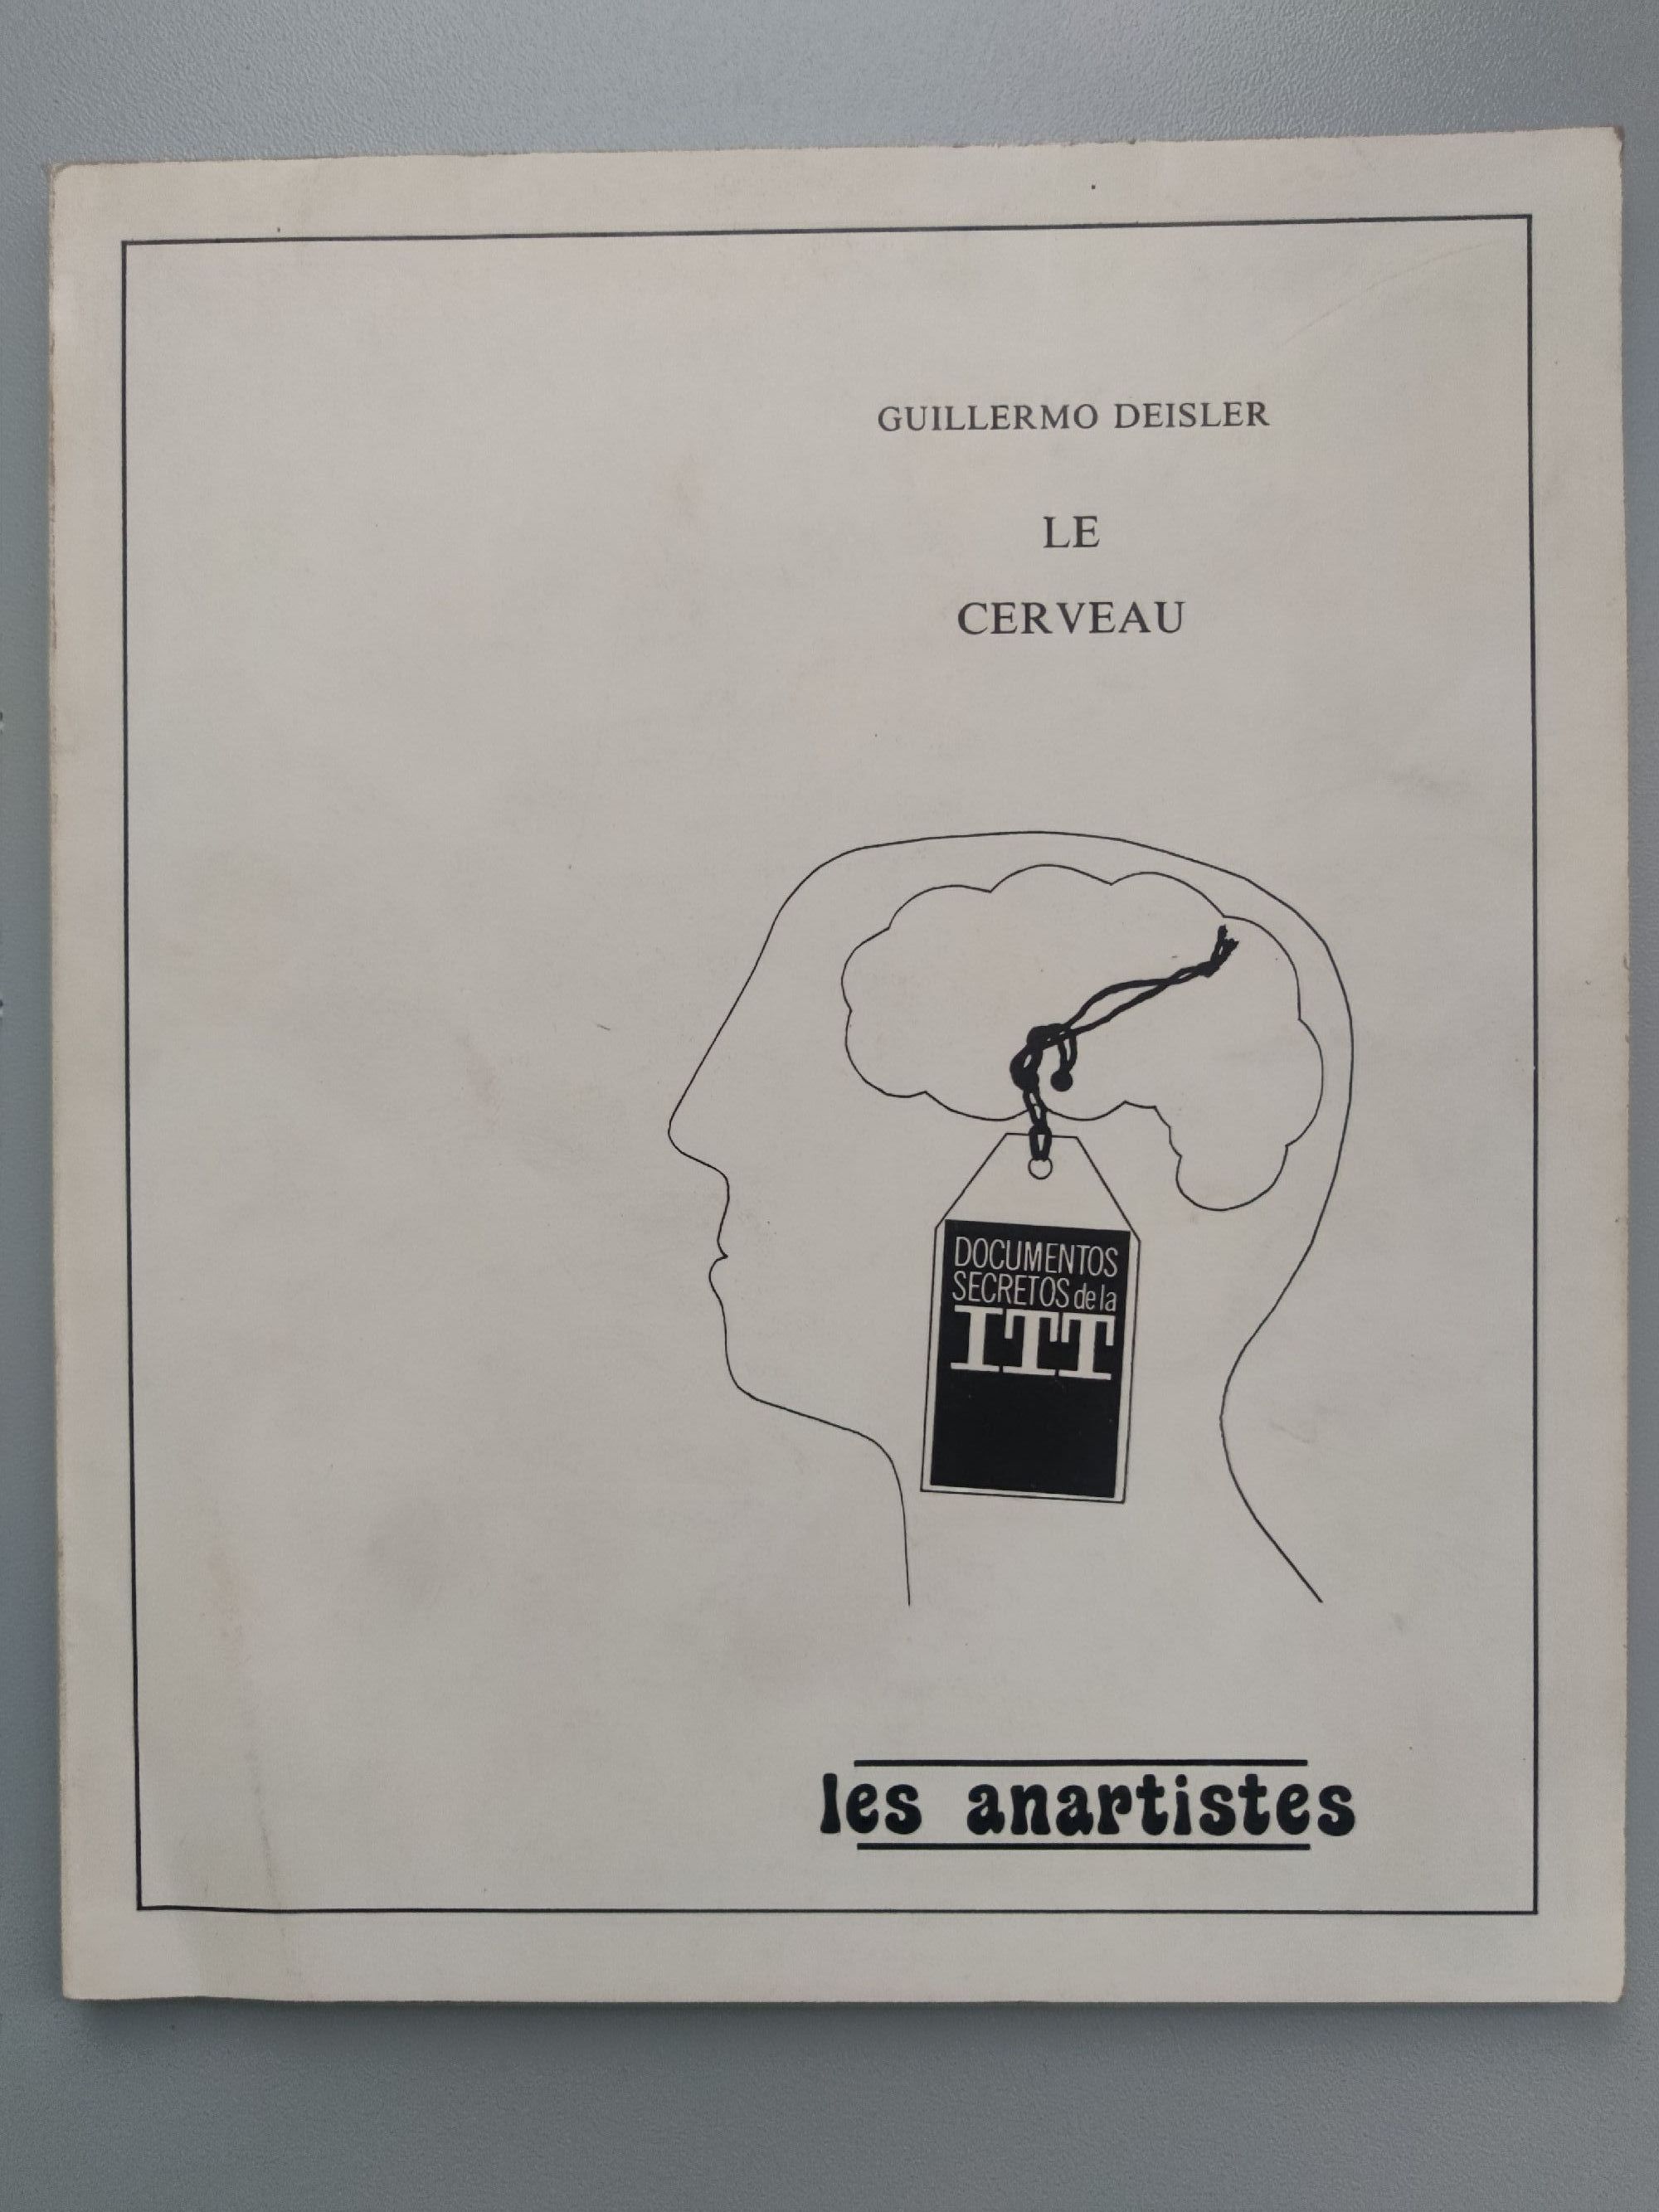 GUILLERMO DEISLER
LE
CERVEAU
DOCUMENTOS
SECRETOS de la
ITT
les anartistes